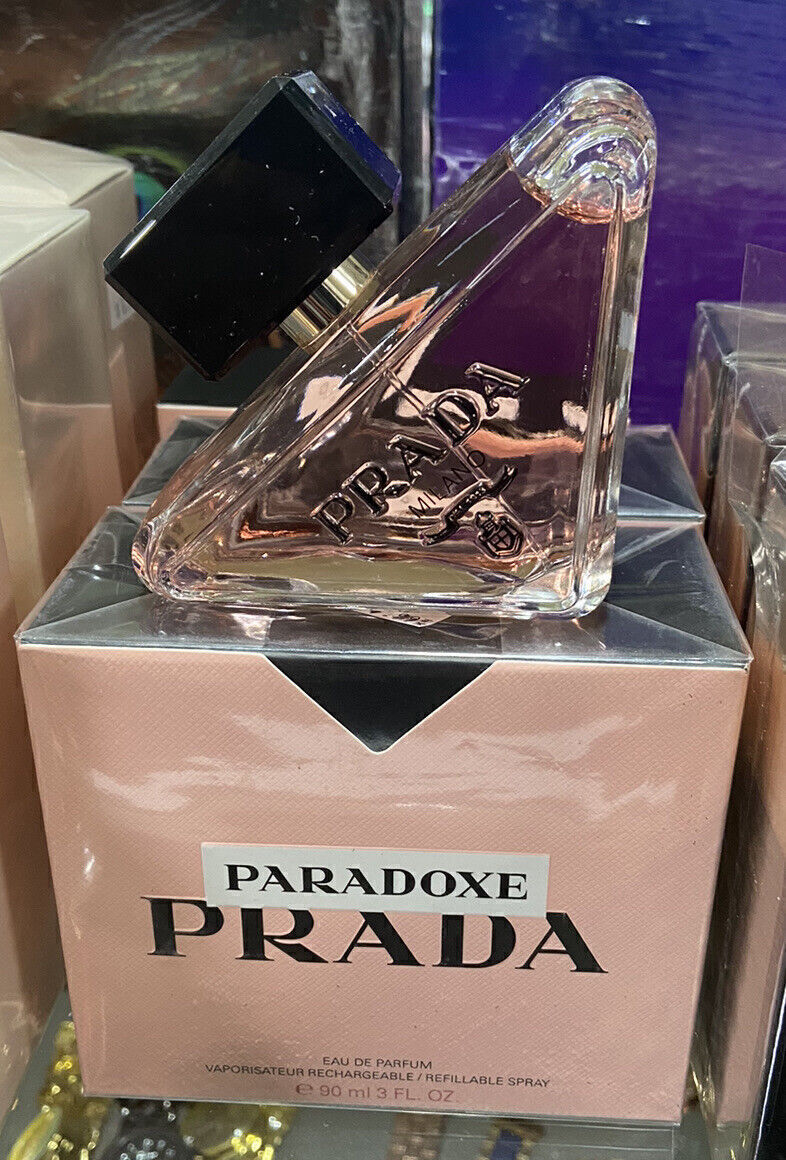 PRADA
MILANO
PARADOXE
PRADA
EAU DE PARFUM
VAPORISATEUR RECHARGEABLE / REFILLABLE SPRAY
℮ 90 ml 3 FL. OZ.